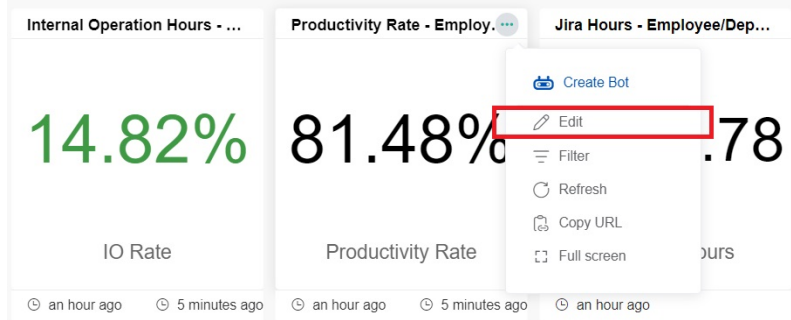 Internal Operation Hours - ...
Productivity Rate - Employ...
Jira Hours - Employee/Dep...
14.82%
81.48%
.78
Create Bot
Edit
Filter
Refresh
Copy URL
Full screen
IO Rate
Productivity Rate
ours
an hour ago 5 minutes ago
an hour ago 5 minutes ago
an hour ago